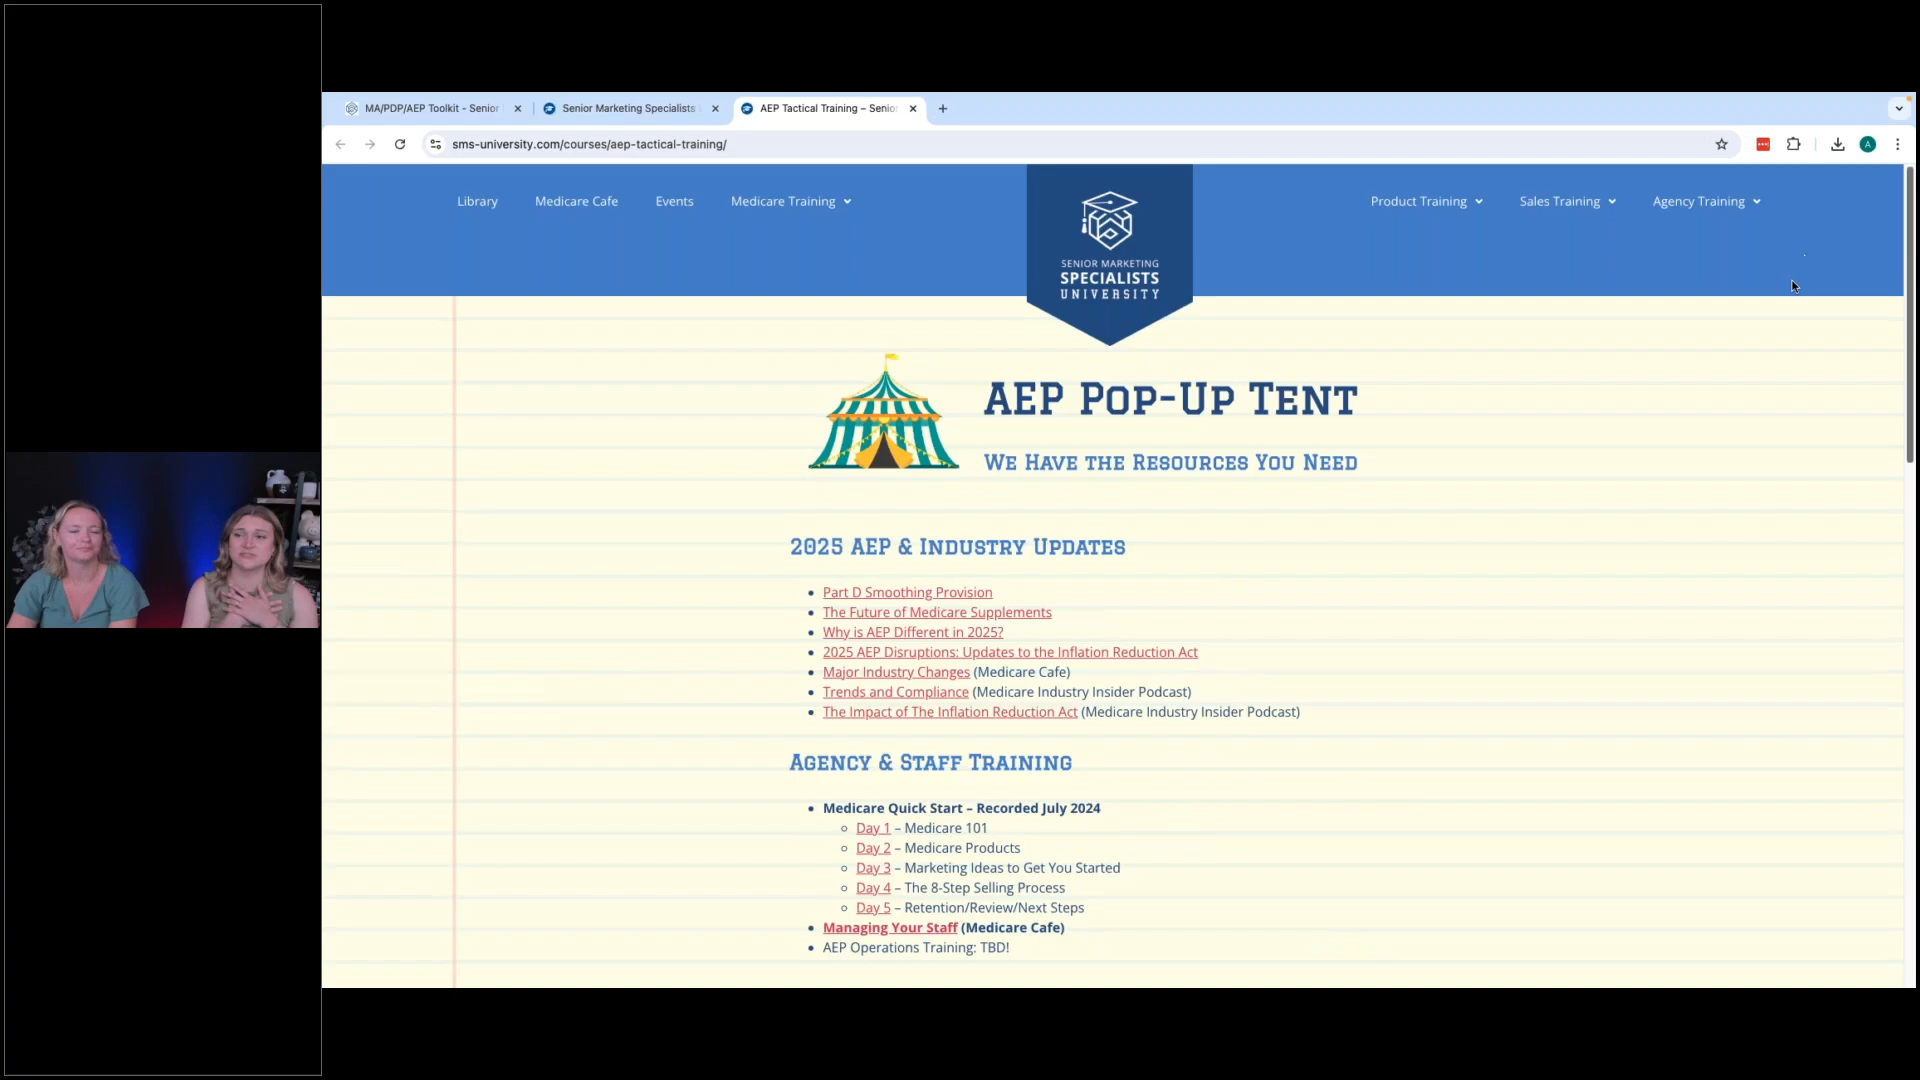 MA/PDP/AEP Toolkit - Senior
Senior Marketing Specialists
AEP Tactical Training – Senior
sms-university.com/courses/aep-tactical-training/
A
Library
Medicare Cafe
Events
Medicare Training
SENIOR MARKETING
SPECIALISTS
UNIVERSITY
Product Training
Sales Training
Agency Training
AEP Pop-Up Tent
We Have the Resources You Need
2025 AEP & Industry Updates
Part D Smoothing Provision
The Future of Medicare Supplements
Why is AEP Different in 2025?
2025 AEP Disruptions: Updates to the Inflation Reduction Act
Major Industry Changes (Medicare Cafe)
Trends and Compliance (Medicare Industry Insider Podcast)
The Impact of The Inflation Reduction Act (Medicare Industry Insider Podcast)
Agency & Staff Training
Medicare Quick Start – Recorded July 2024
Day 1 – Medicare 101
Day 2 – Medicare Products
Day 3 – Marketing Ideas to Get You Started
Day 4 – The 8-Step Selling Process
Day 5 – Retention/Review/Next Steps
Managing Your Staff (Medicare Cafe)
AEP Operations Training: TBD!